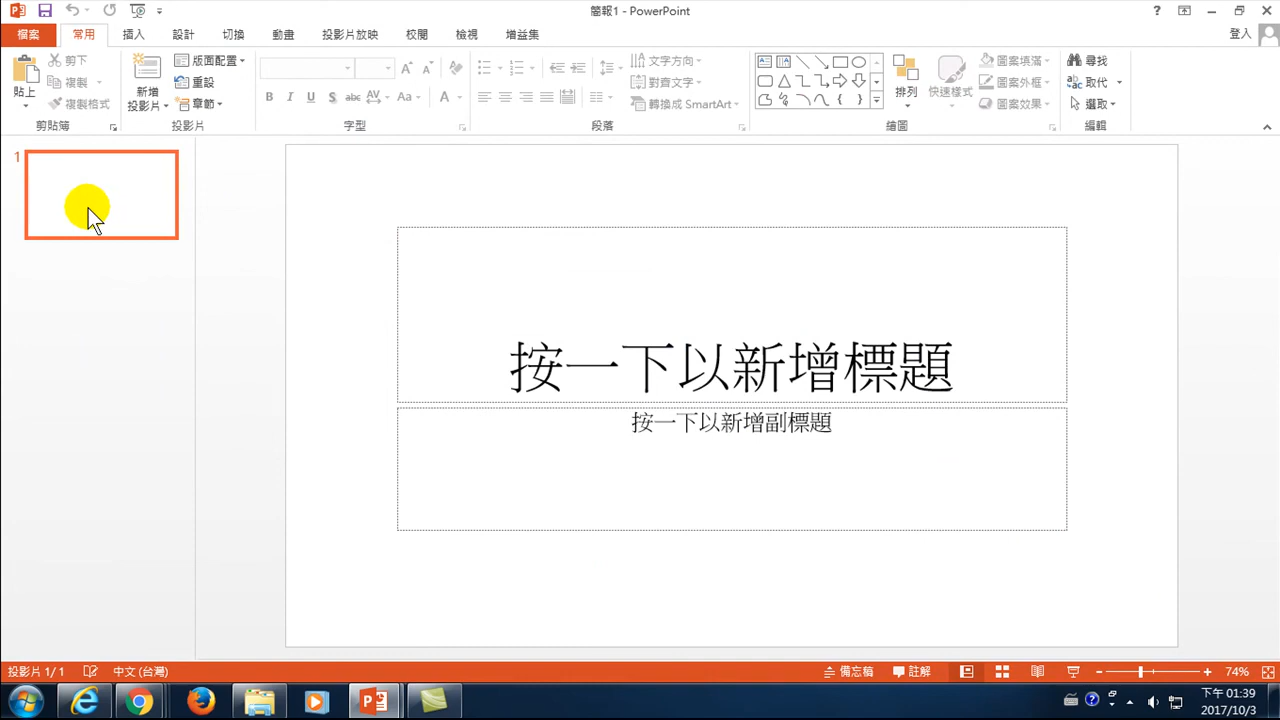 簡報1 - PowerPoint
檔案 常用 插入 設計 切換 動畫 投影片放映 校閱 檢視 增益集 登入
貼上 剪下 複製 複製格式 剪貼簿
新增投影片 版面配置 重設 章節 投影片
B I U S abc AV Aa A 字型
文字方向 對齊文字 轉換成 SmartArt 段落
排列 快速樣式 圖案填滿 圖案外框 圖案效果 繪圖
尋找 取代 選取 編輯
1
按一下以新增標題
按一下以新增副標題
投影片 1/1 中文 (台灣) 備忘稿 註解 74%
下午 01:39
2017/10/3